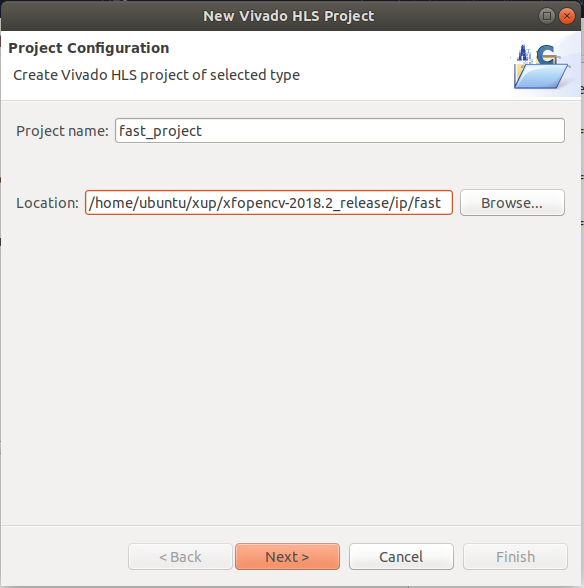 New Vivado HLS Project
Project Configuration
Create Vivado HLS project of selected type
Project name: fast_project
Location: /home/ubuntu/xup/xfopencv-2018.2_release/ip/fast Browse...
< Back Next > Cancel Finish